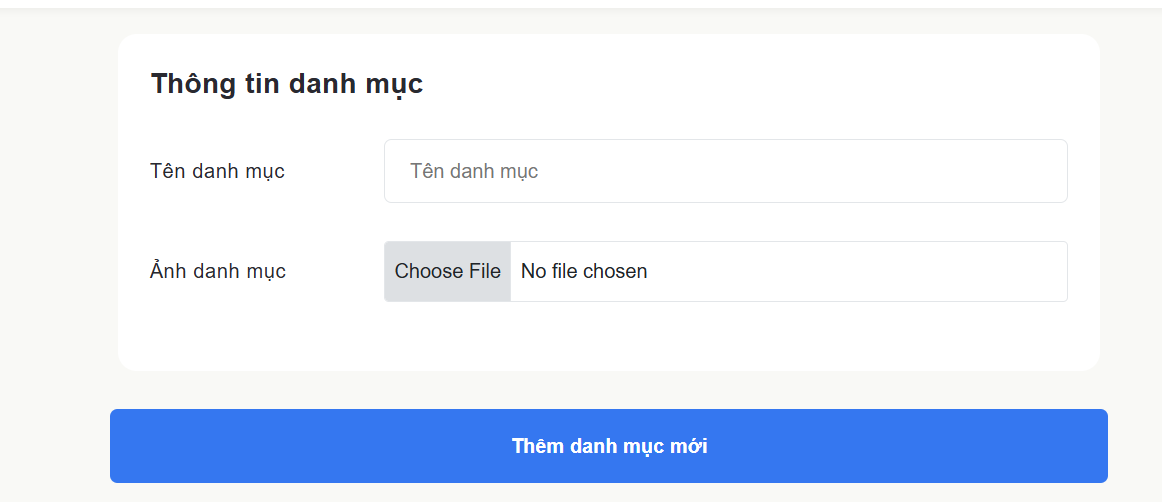 Thông tin danh mục
Tên danh mục
Tên danh mục
Ảnh danh mục
Choose File No file chosen
Thêm danh mục mới